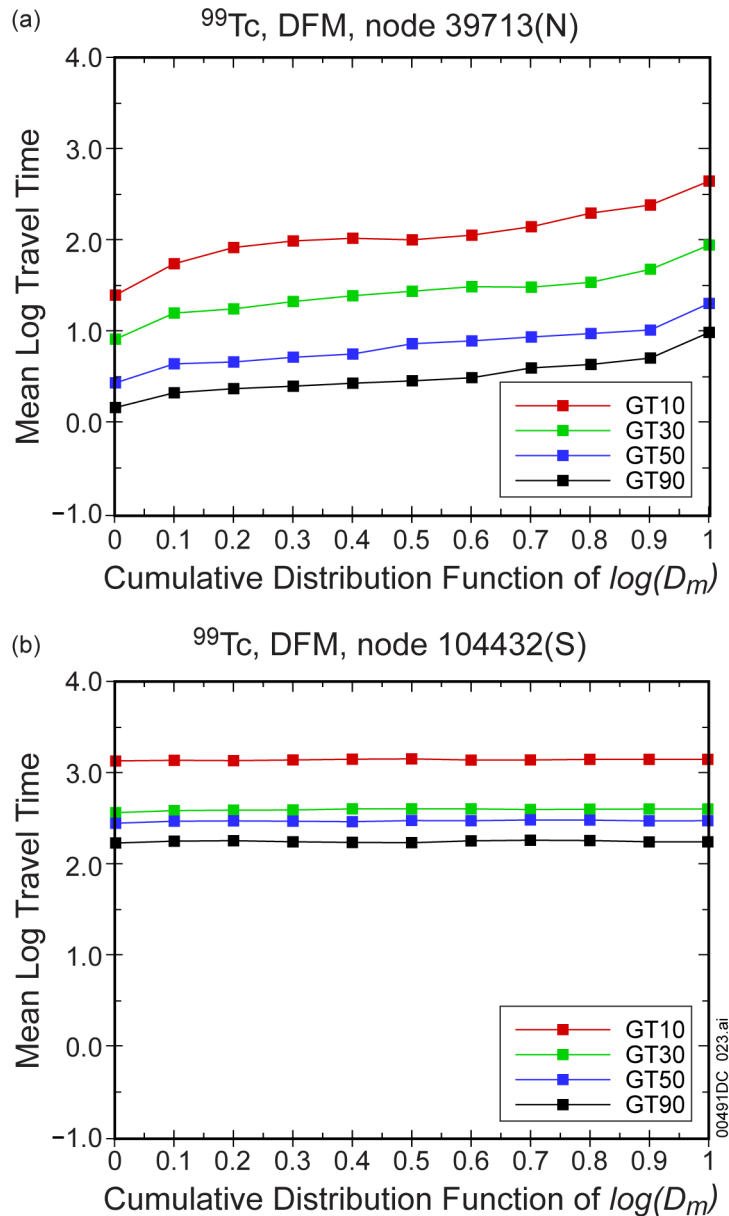 (a)
⁹⁹Tc, DFM, node 39713(N)
4.0
3.0
2.0
1.0
0.0
−1.0
Mean Log Travel Time
GT10
GT30
GT50
GT90
0 0.1 0.2 0.3 0.4 0.5 0.6 0.7 0.8 0.9 1
Cumulative Distribution Function of log(Dₘ)
(b)
⁹⁹Tc, DFM, node 104432(S)
4.0
3.0
2.0
1.0
0.0
−1.0
Mean Log Travel Time
GT10
GT30
GT50
GT90
0 0.1 0.2 0.3 0.4 0.5 0.6 0.7 0.8 0.9 1
Cumulative Distribution Function of log(Dₘ)
00491DC_023.ai